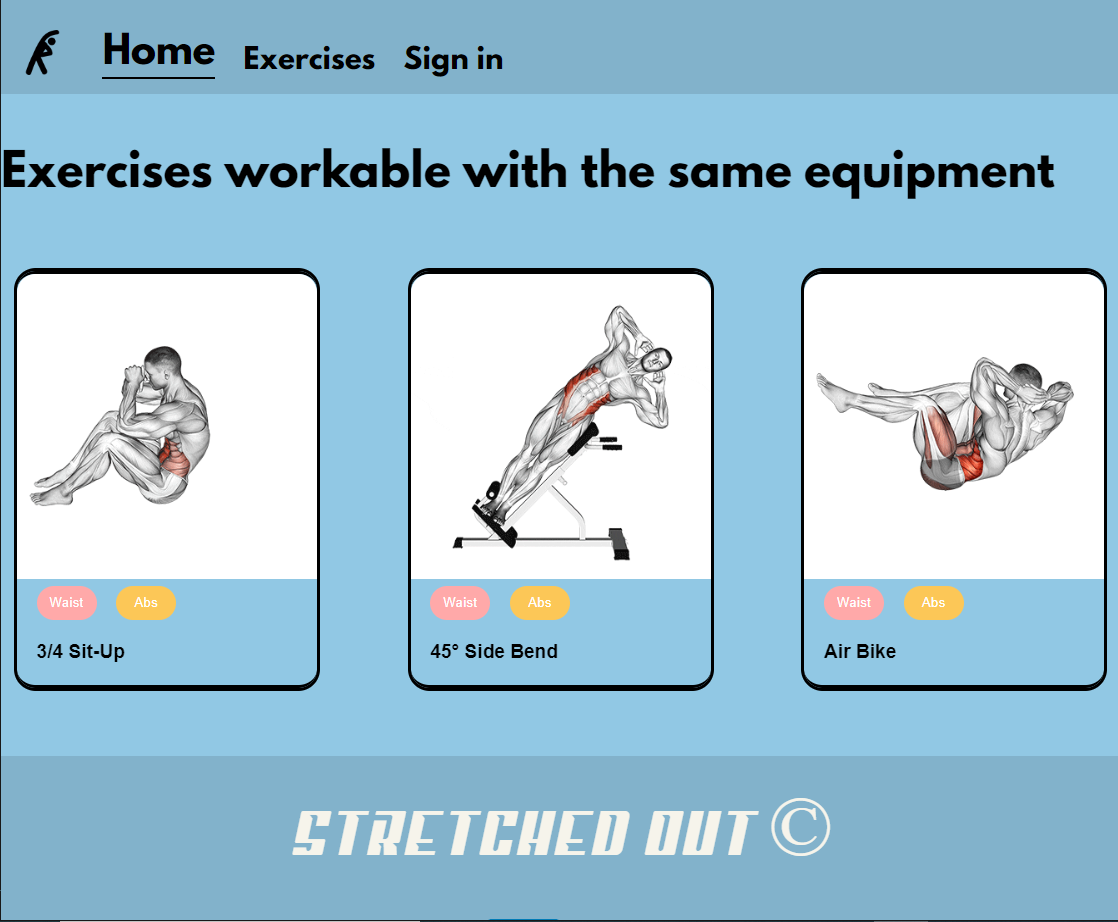 Home Exercises Sign in
Exercises workable with the same equipment
Waist Abs
3/4 Sit-Up
Waist Abs
45° Side Bend
Waist Abs
Air Bike
STRETCHED OUT ©